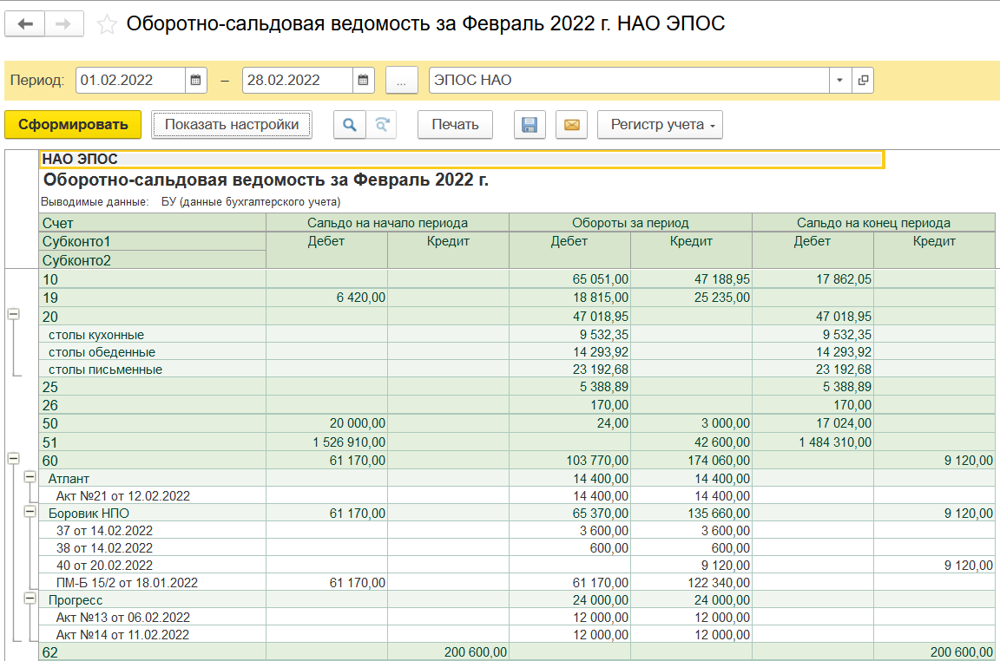 Оборотно-сальдовая ведомость за Февраль 2022 г. НАО ЭПОС
Период: 01.02.2022 – 28.02.2022 ... ЭПОС НАО
Сформировать Показать настройки Печать Регистр учета
НАО ЭПОС
Оборотно-сальдовая ведомость за Февраль 2022 г.
Выводимые данные: БУ (данные бухгалтерского учета)
Счет Сальдо на начало периода Обороты за период Сальдо на конец периода
Субконто1 Дебет Кредит Дебет Кредит Дебет Кредит
Субконто2
10 65 051,00 47 188,95 17 862,05
19 6 420,00 18 815,00 25 235,00
20 47 018,95 47 018,95
столы кухонные 9 532,35 9 532,35
столы обеденные 14 293,92 14 293,92
столы письменные 23 192,68 23 192,68
25 5 388,89 5 388,89
26 170,00 170,00
50 20 000,00 24,00 3 000,00 17 024,00
51 1 526 910,00 42 600,00 1 484 310,00
60 61 170,00 103 770,00 174 060,00 9 120,00
Атлант 14 400,00 14 400,00
Акт №21 от 12.02.2022 14 400,00 14 400,00
Боровик НПО 61 170,00 65 370,00 135 660,00 9 120,00
37 от 14.02.2022 3 600,00 3 600,00
38 от 14.02.2022 600,00 600,00
40 от 20.02.2022 9 120,00 9 120,00
ПМ-Б 15/2 от 18.01.2022 61 170,00 61 170,00 122 340,00
Прогресс 24 000,00 24 000,00
Акт №13 от 06.02.2022 12 000,00 12 000,00
Акт №14 от 11.02.2022 12 000,00 12 000,00
62 200 600,00 200 600,00